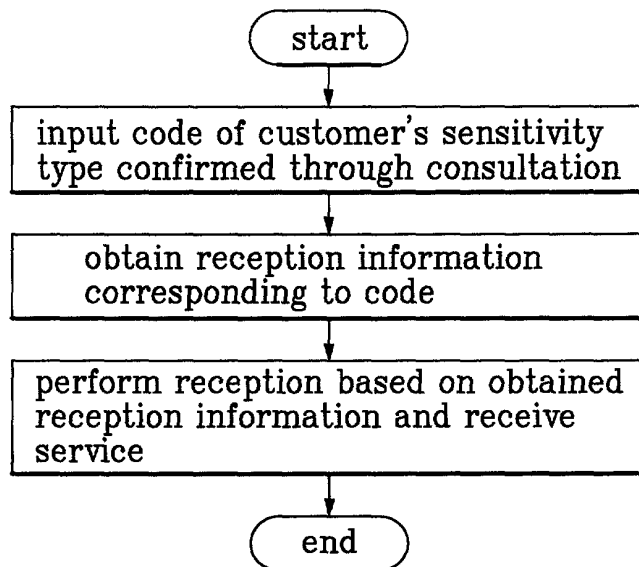 start
input code of customer's sensitivity
type confirmed through consultation
obtain reception information
corresponding to code
perform reception based on obtained
reception information and receive
service
end